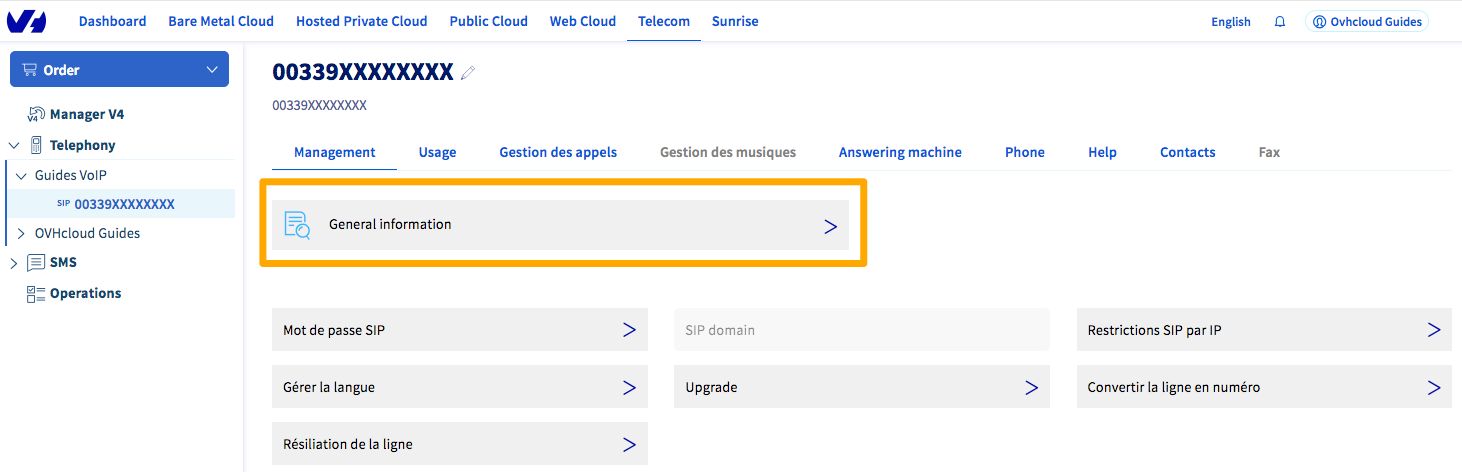 Dashboard Bare Metal Cloud Hosted Private Cloud Public Cloud Web Cloud Telecom Sunrise English Ovhcloud Guides
Order
Manager V4
Telephony
Guides VoIP
SIP 00339XXXXXXXX
OVHcloud Guides
SMS
Operations
00339XXXXXXXX
00339XXXXXXXX
Management Usage Gestion des appels Gestion des musiques Answering machine Phone Help Contacts Fax
General information
Mot de passe SIP SIP domain Restrictions SIP par IP
Gérer la langue Upgrade Convertir la ligne en numéro
Résiliation de la ligne